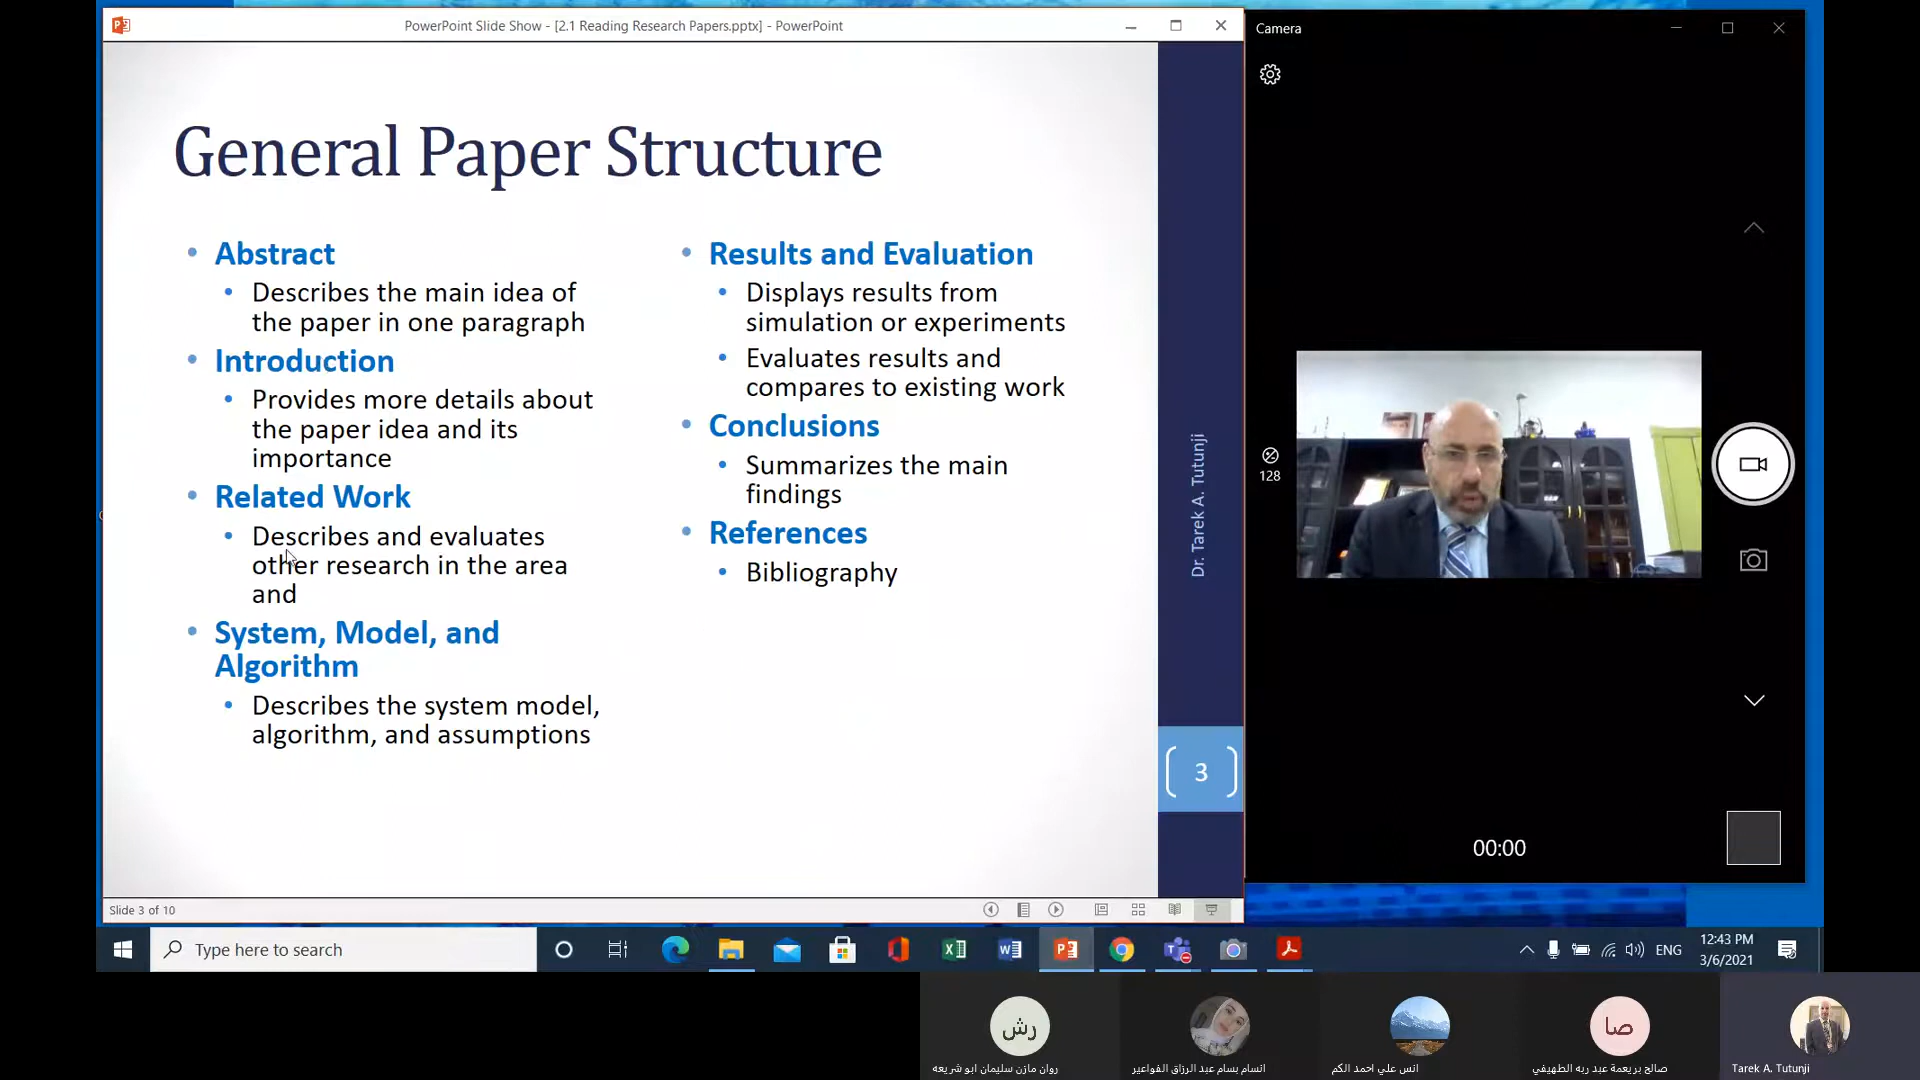 PowerPoint Slide Show - [2.1 Reading Research Papers.pptx] - PowerPoint
General Paper Structure
• Abstract
• Describes the main idea of
the paper in one paragraph
• Introduction
• Provides more details about
the paper idea and its
importance
• Related Work
• Describes and evaluates
other research in the area
and
• System, Model, and
Algorithm
• Describes the system model,
algorithm, and assumptions
• Results and Evaluation
• Displays results from
simulation or experiments
• Evaluates results and
compares to existing work
• Conclusions
• Summarizes the main
findings
• References
• Bibliography
Dr. Tarek A. Tutunji
3
Slide 3 of 10
Camera
128
00:00
Type here to search
ENG
12:43 PM
3/6/2021
رش
صا
روان مازن سليمان ابو شريعه
انسام بسام عبد الرزاق الفواعير
انس علي احمد الكم
صالح بريعمة عبد ربه الطهيفي
Tarek A. Tutunji